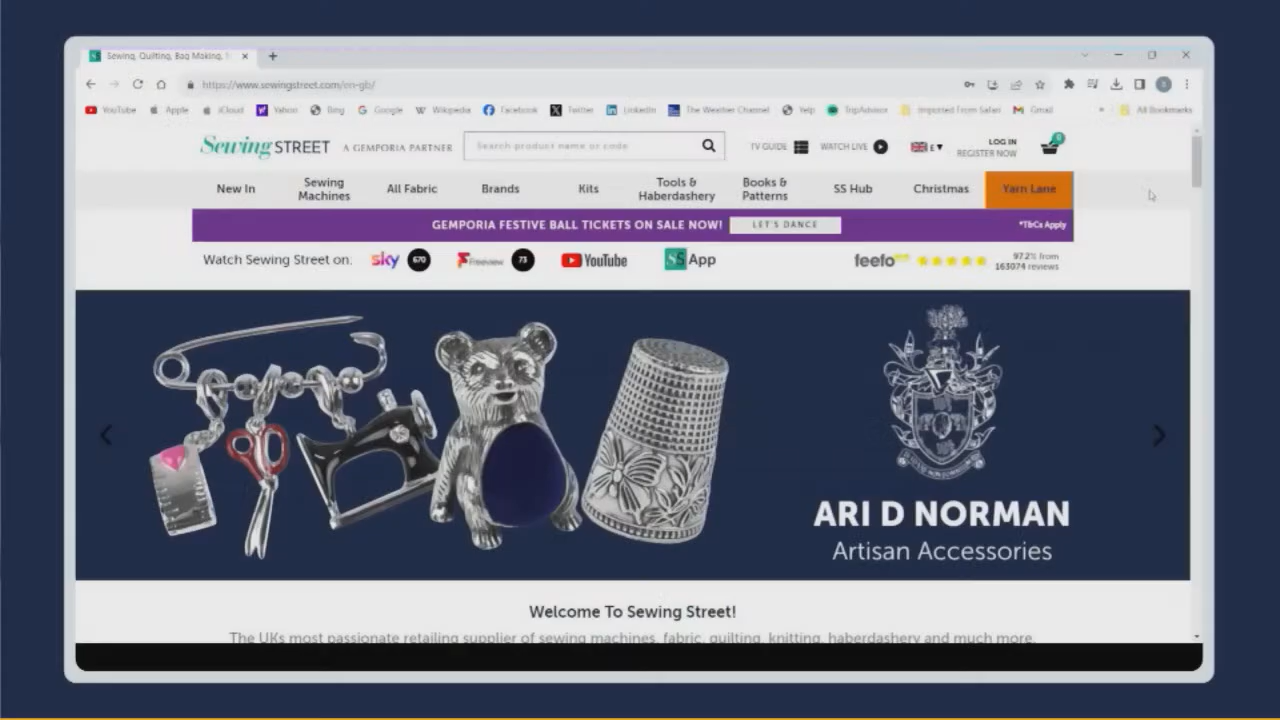 Sewing, Quilting, Bag Making,
https://www.sewingstreet.com/en-gb/
YouTube Apple iCloud Yahoo Bing Google Wikipedia Facebook Twitter LinkedIn The Weather Channel Yelp TripAdvisor Imported From Safari Gmail » All Bookmarks
Sewing STREET A GEMPORIA PARTNER Search product name or code TV GUIDE WATCH LIVE £ LOG IN 0
REGISTER NOW
New In Sewing Machines All Fabric Brands Kits Tools & Haberdashery Books & Patterns SS Hub Christmas Yarn Lane
GEMPORIA FESTIVE BALL TICKETS ON SALE NOW! LET'S DANCE *T&Cs Apply
Watch Sewing Street on: sky 670 Freeview 73 YouTube SS App feefo 97.2% from
163074 reviews
ARI D NORMAN
Artisan Accessories
Welcome To Sewing Street!
The UKs most passionate retailing supplier of sewing machines, fabric, quilting, knitting, haberdashery and much more.